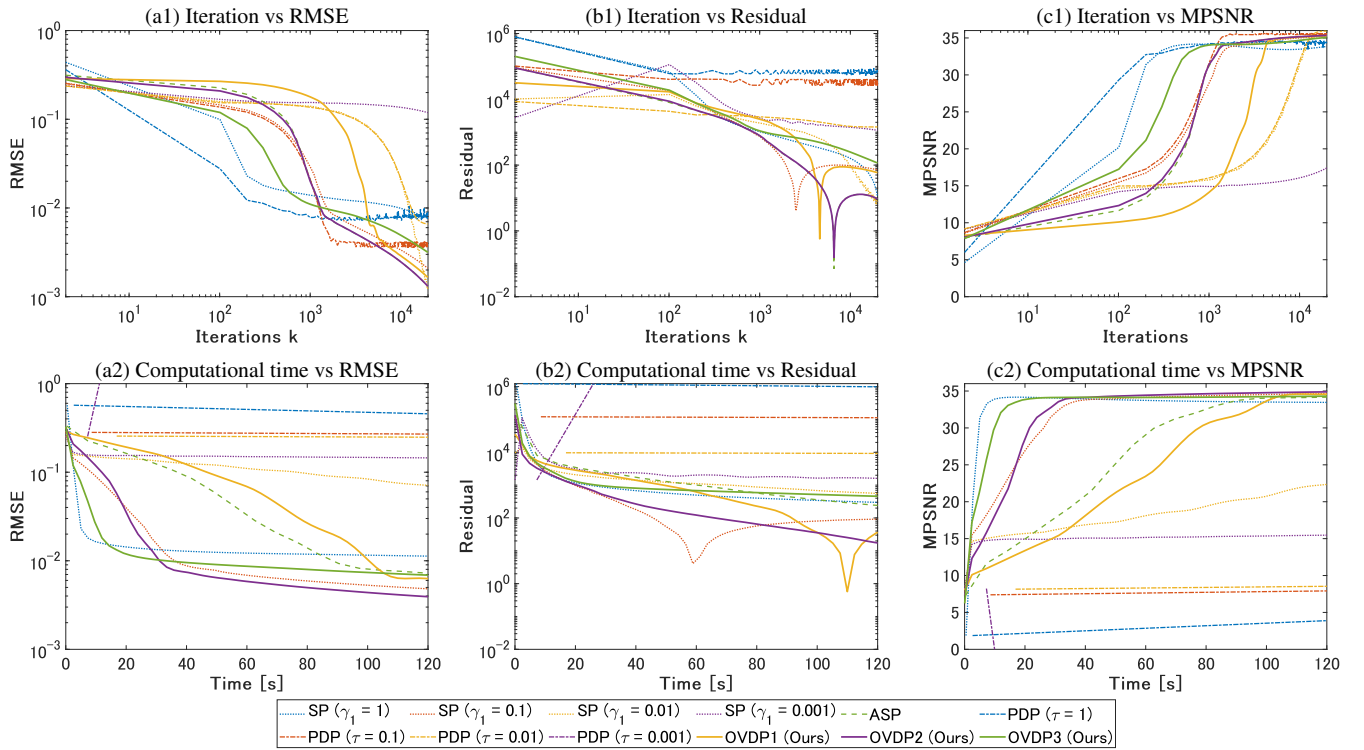 (a1) Iteration vs RMSE
(b1) Iteration vs Residual
(c1) Iteration vs MPSNR
10^0
10^-1
10^-2
10^-3
RMSE
10^1
10^2
10^3
10^4
Iterations k
10^6
10^4
10^2
10^0
10^-2
Residual
10^1
10^2
10^3
10^4
Iterations k
35
30
25
20
15
10
5
0
MPSNR
10^1
10^2
10^3
10^4
Iterations
(a2) Computational time vs RMSE
(b2) Computational time vs Residual
(c2) Computational time vs MPSNR
10^0
10^-1
10^-2
10^-3
RMSE
0 20 40 60 80 100 120
Time [s]
10^6
10^4
10^2
10^0
10^-2
Residual
0 20 40 60 80 100 120
Time [s]
35
30
25
20
15
10
5
0
MPSNR
0 20 40 60 80 100 120
Time [s]
SP (γ₁ = 1) SP (γ₁ = 0.1) SP (γ₁ = 0.01) SP (γ₁ = 0.001) ASP PDP (τ = 1)
PDP (τ = 0.1) PDP (τ = 0.01) PDP (τ = 0.001) OVDP1 (Ours) OVDP2 (Ours) OVDP3 (Ours)